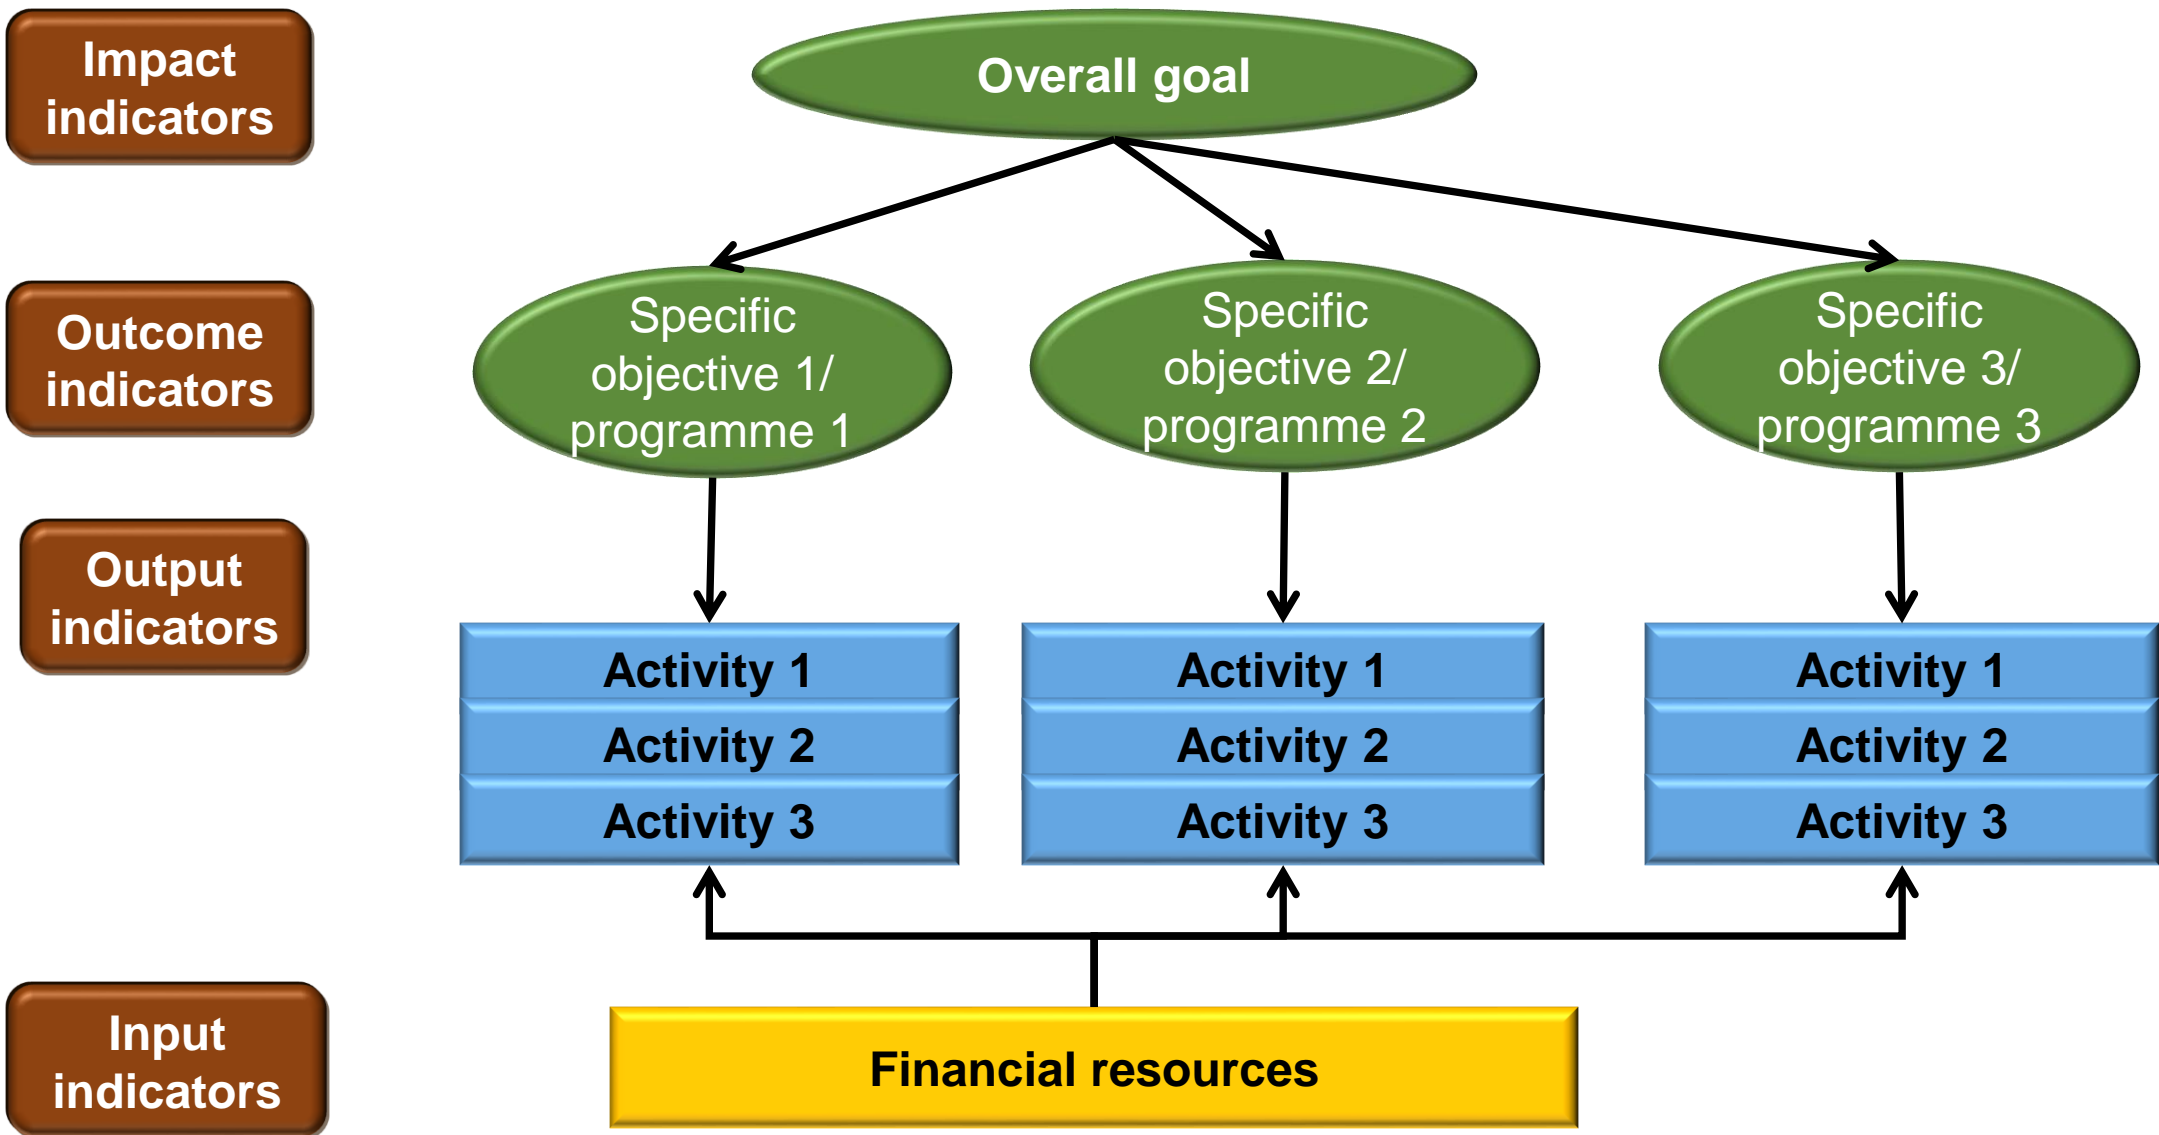 Impact
indicators
Overall goal
Outcome
indicators
Specific
objective 1/
programme 1
Specific
objective 2/
programme 2
Specific
objective 3/
programme 3
Output
indicators
Activity 1
Activity 2
Activity 3
Activity 1
Activity 2
Activity 3
Activity 1
Activity 2
Activity 3
Input
indicators
Financial resources